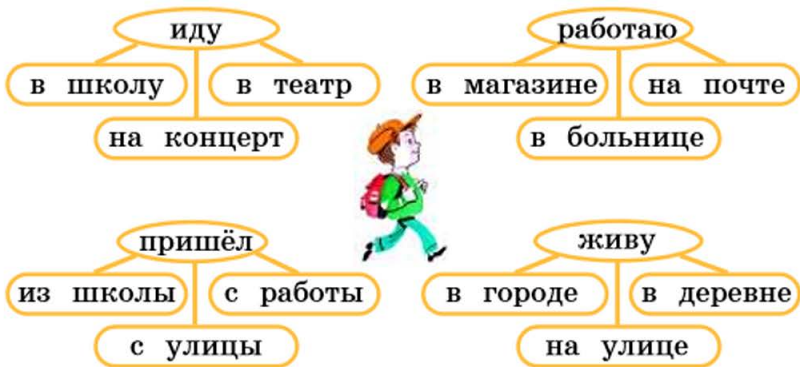 иду
в школу
в театр
на концерт
работаю
в магазине
на почте
в больнице
пришёл
из школы
с работы
с улицы
живу
в городе
в деревне
на улице